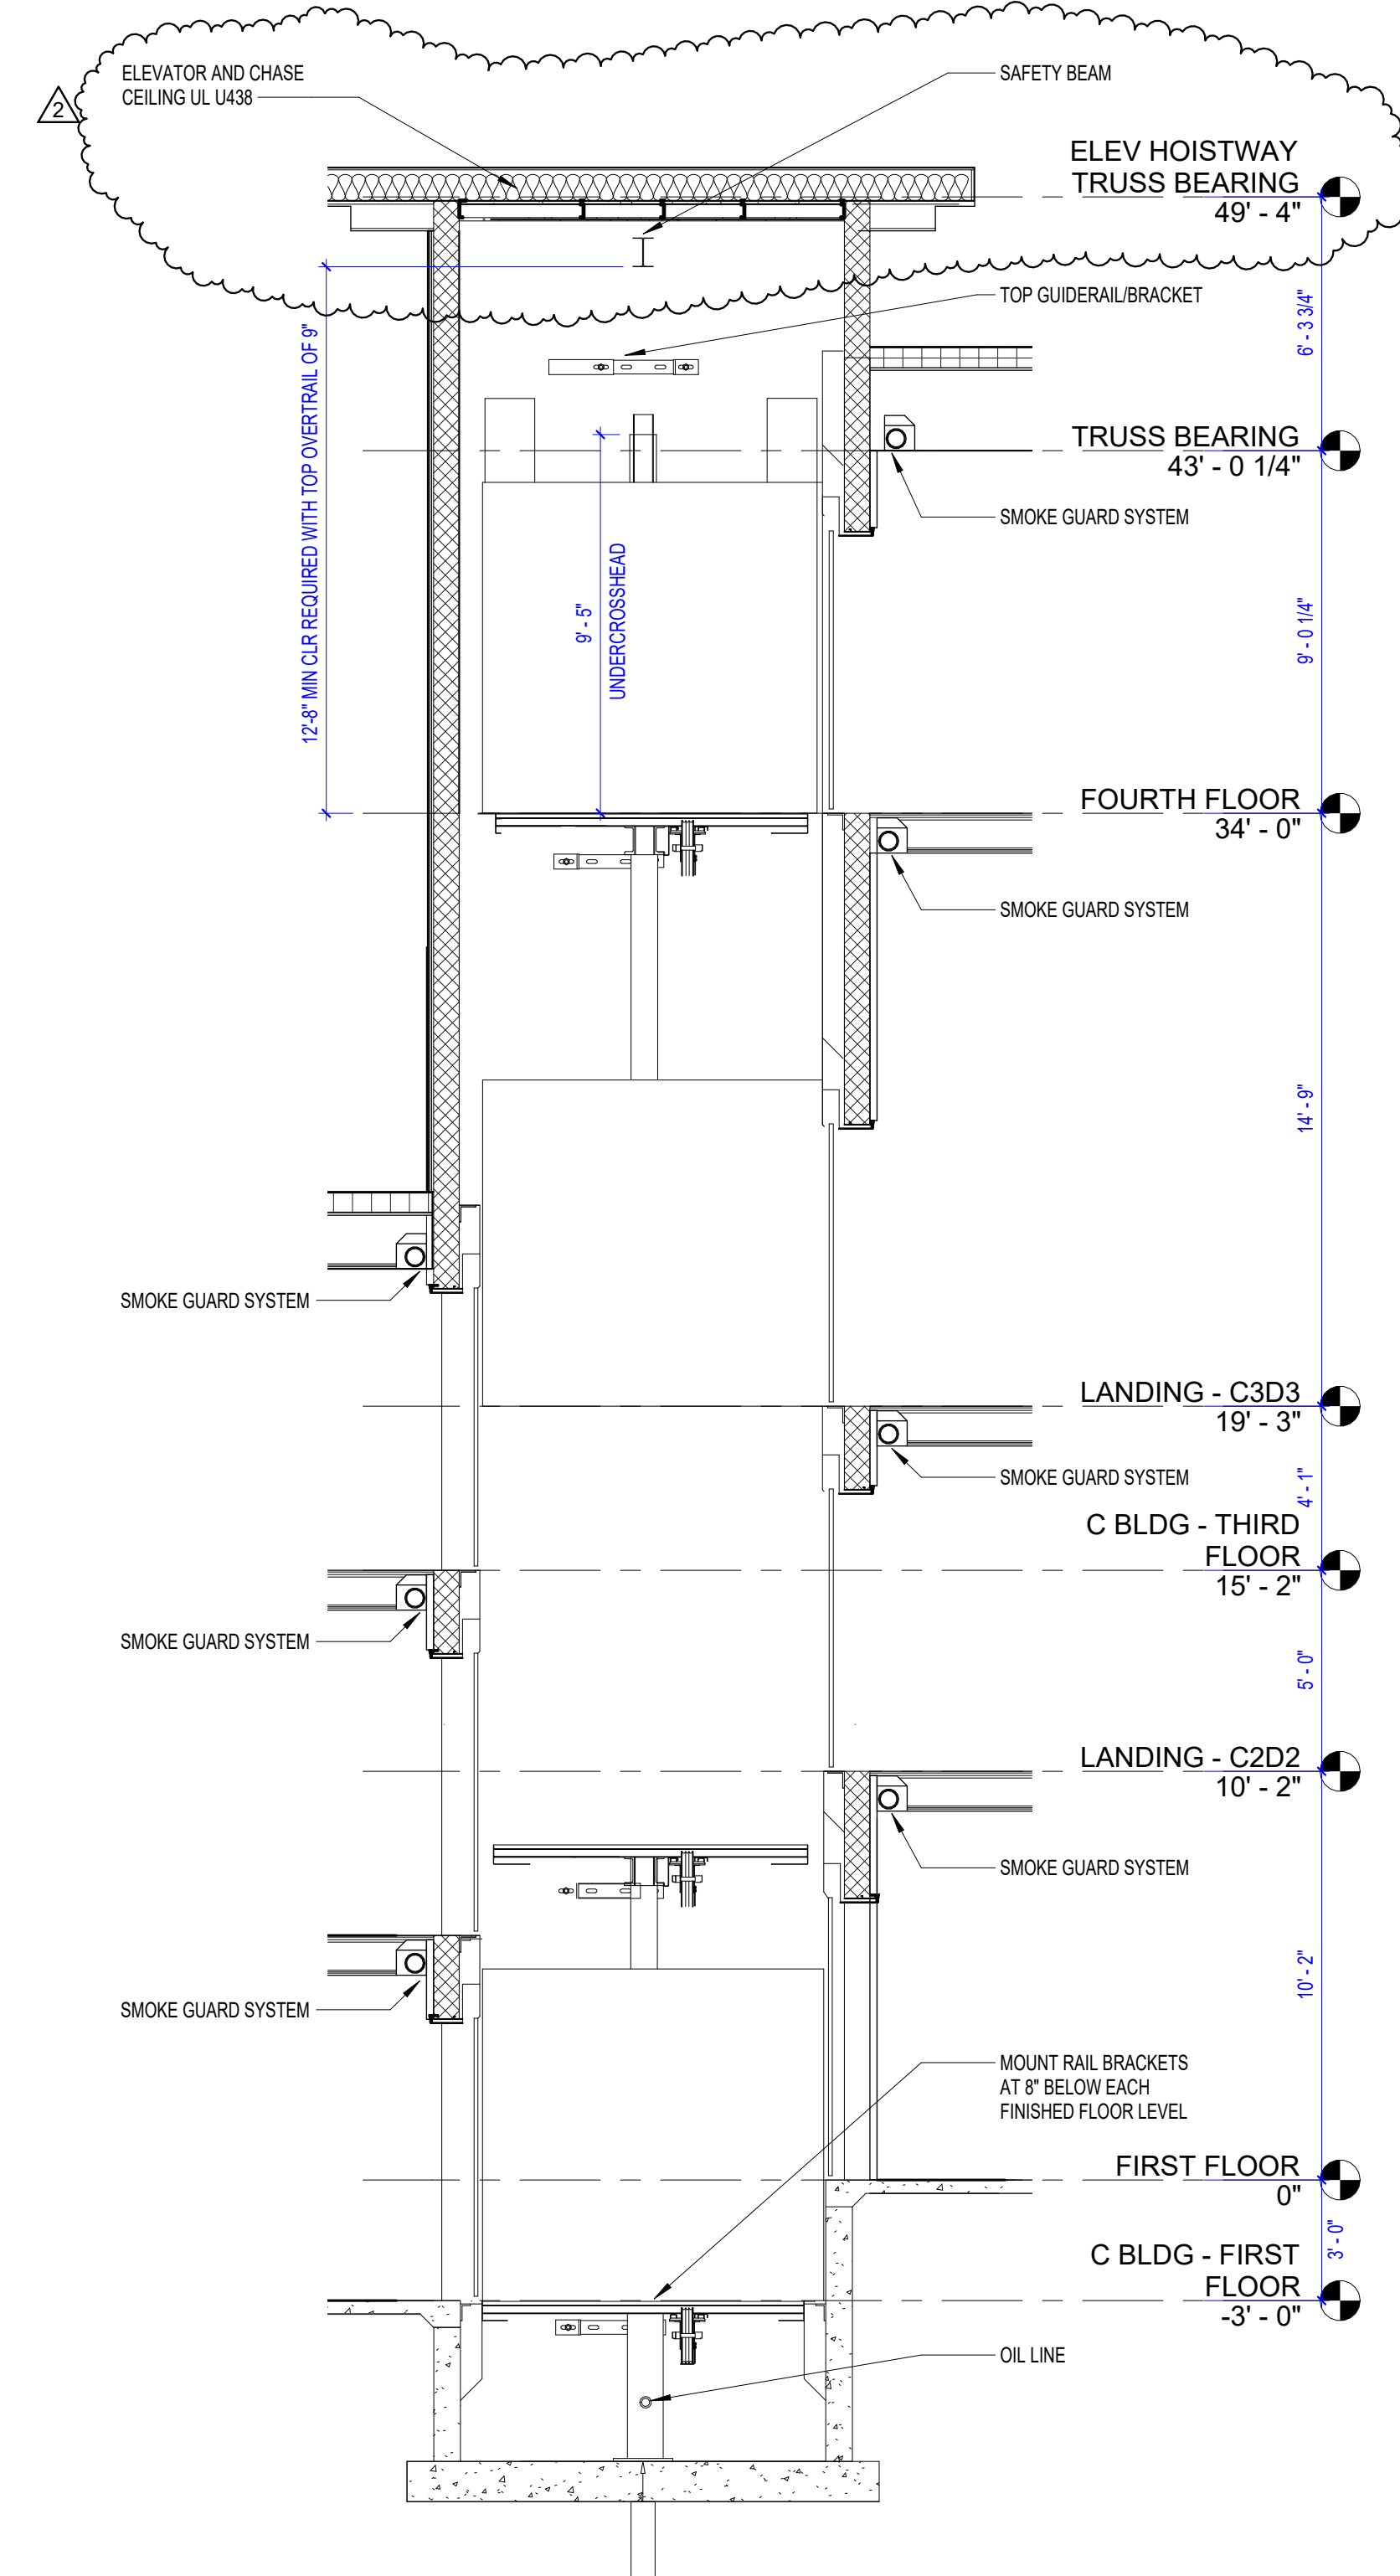 ELEVATOR AND CHASE
CEILING UL U438
2
SAFETY BEAM
ELEV HOISTWAY
TRUSS BEARING
49' - 4"
TOP GUIDERAIL/BRACKET
6' - 3 3/4"
12'-8" MIN CLR REQUIRED WITH TOP OVERTRAIL OF 9"
TRUSS BEARING
43' - 0 1/4"
SMOKE GUARD SYSTEM
9' - 5"
UNDERCROSSHEAD
9' - 0 1/4"
FOURTH FLOOR
34' - 0"
SMOKE GUARD SYSTEM
14' - 9"
SMOKE GUARD SYSTEM
LANDING - C3D3
19' - 3"
SMOKE GUARD SYSTEM
4' - 1"
C BLDG - THIRD
FLOOR
15' - 2"
SMOKE GUARD SYSTEM
5' - 0"
LANDING - C2D2
10' - 2"
SMOKE GUARD SYSTEM
SMOKE GUARD SYSTEM
10' - 2"
MOUNT RAIL BRACKETS
AT 8" BELOW EACH
FINISHED FLOOR LEVEL
FIRST FLOOR
0"
3' - 0"
C BLDG - FIRST
FLOOR
-3' - 0"
OIL LINE